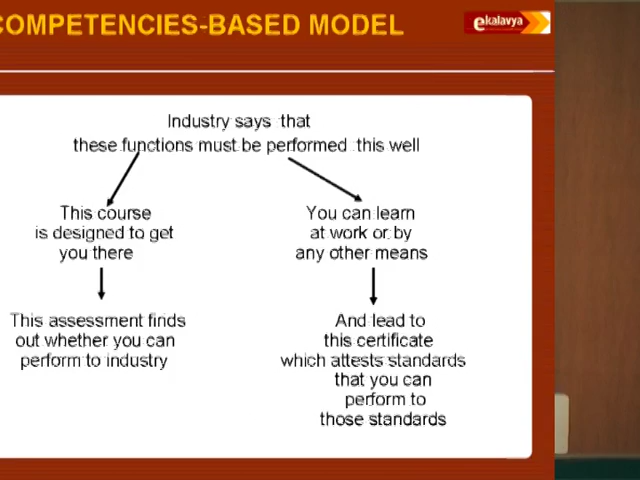 COMPETENCIES-BASED MODEL
ekalavya
Industry says that
these functions must be performed this well
This course
is designed to get
you there
You can learn
at work or by
any other means
This assessment finds
out whether you can
perform to industry
And lead to
this certificate
which attests standards
that you can
perform to
those standards